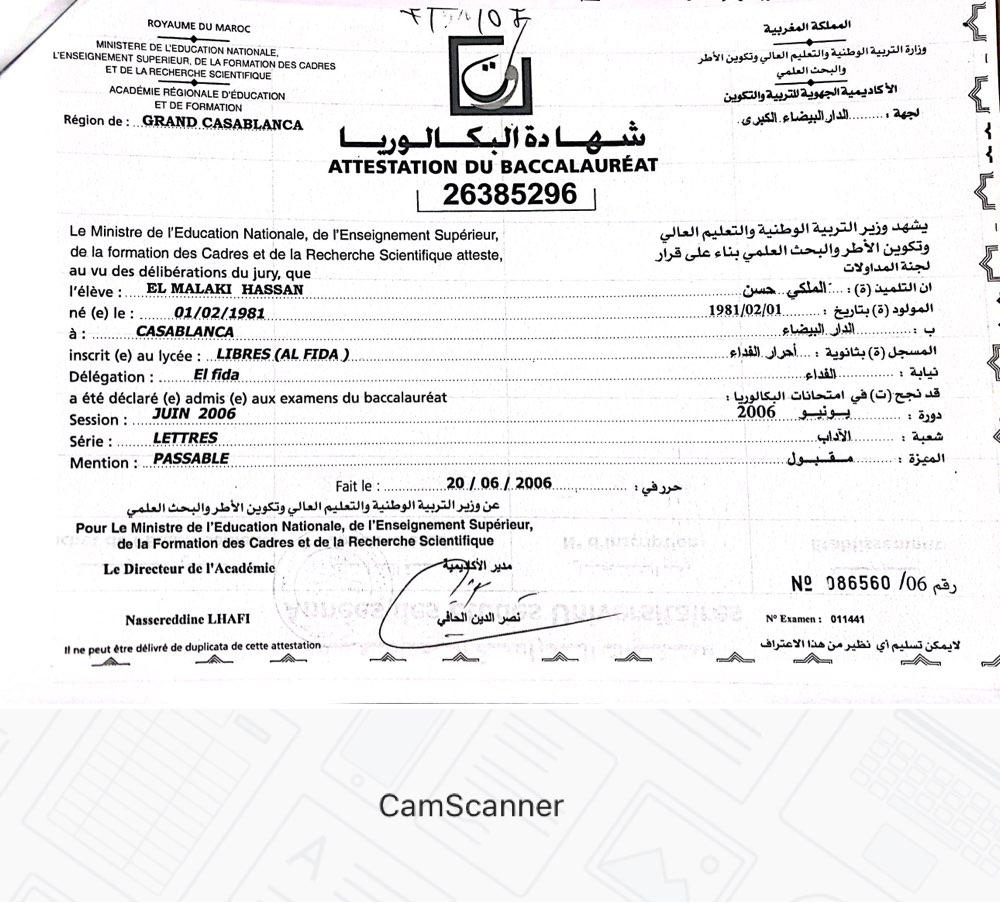 ROYAUME DU MAROC
MINISTERE DE L'EDUCATION NATIONALE,
L'ENSEIGNEMENT SUPERIEUR, DE LA FORMATION DES CADRES
ET DE LA RECHERCHE SCIENTIFIQUE
ACADÉMIE RÉGIONALE D'ÉDUCATION
ET DE FORMATION
Région de : GRAND CASABLANCA
المملكة المغربية
وزارة التربية الوطنية والتعليم العالي وتكوين الأطر
والبحث العلمي
الأكاديمية الجهوية للتربية والتكوين
لجهة : الدار البيضاء الكبرى
شهادة البكالوريا
ATTESTATION DU BACCALAURÉAT
26385296
Le Ministre de l'Education Nationale, de l'Enseignement Supérieur,
de la formation des Cadres et de la Recherche Scientifique atteste,
au vu des délibérations du jury, que
l'élève : EL MALAKI HASSAN
né (e) le : 01/02/1981
à : CASABLANCA
inscrit (e) au lycée : LIBRES (AL FIDA )
Délégation : El fida
a été déclaré (e) admis (e) aux examens du baccalauréat
Session : JUIN 2006
Série : LETTRES
Mention : PASSABLE
يشهد وزير التربية الوطنية والتعليم العالي
وتكوين الأطر والبحث العلمي بناء على قرار
لجنة المداولات
ان التلميذ (ة) : الملكي حسن
المولود (ة) بتاريخ : 1981/02/01
ب : الدار البيضاء
المسجل (ة) بثانوية : أحرار الفداء
نيابة : الفداء
قد نجح (ت) في امتحانات البكالوريا :
دورة : يونيو 2006
شعبة : الآداب
الميزة : مقبول
Fait le : 20 / 06 / 2006 حرر في :
عن وزير التربية الوطنية والتعليم العالي وتكوين الأطر والبحث العلمي
Pour Le Ministre de l'Education Nationale, de l'Enseignement Supérieur,
de la Formation des Cadres et de la Recherche Scientifique
Le Directeur de l'Académie مدير الأكاديمية
Nº 086560 /06 رقم
Nassereddine LHAFI نصر الدين الحافي
N° Examen : 011441
Il ne peut être délivré de duplicata de cette attestation
لايمكن تسليم أي نظير من هذا الاعتراف
CamScanner